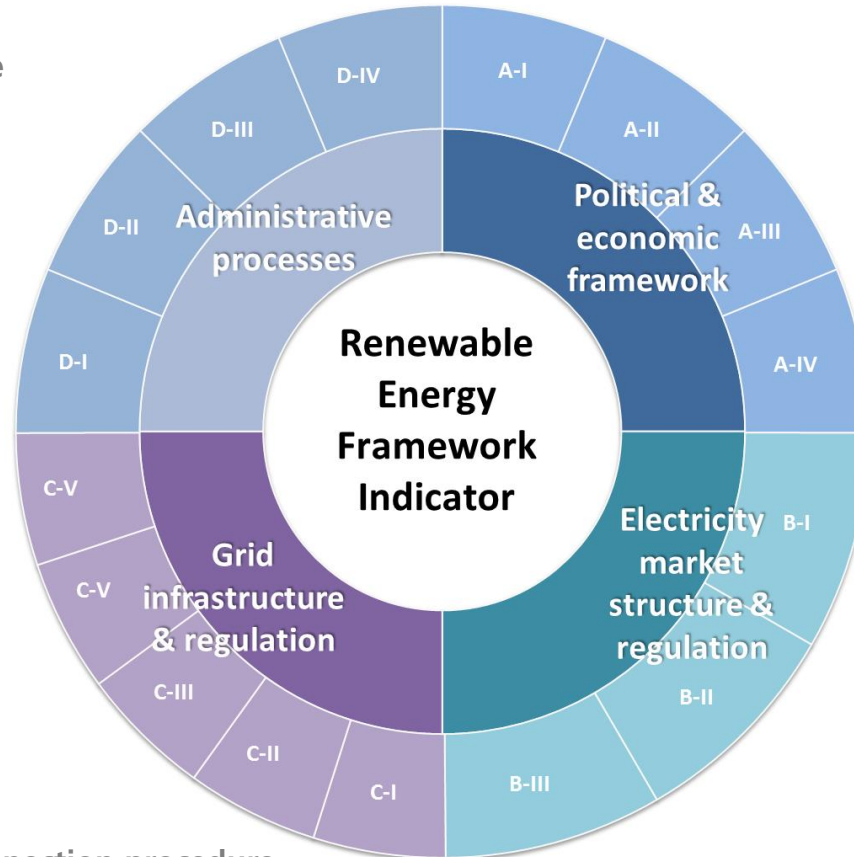 D-IV
A-I
D-III
A-II
D-II
A-III
D-I
A-IV
Administrative
processes
Political &
economic
framework
Renewable
Energy
Framework
Indicator
C-V
Grid
infrastructure
& regulation
Electricity
market
structure &
regulation
B-I
C-V
C-III
B-II
C-II
C-I
B-III
procedure